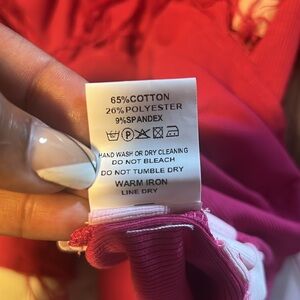 65%COTTON
26%POLYESTER
9%SPANDEX
HAND WASH OR DRY CLEANING
DO NOT BLEACH
DO NOT TUMBLE DRY
WARM IRON
LINE DRY